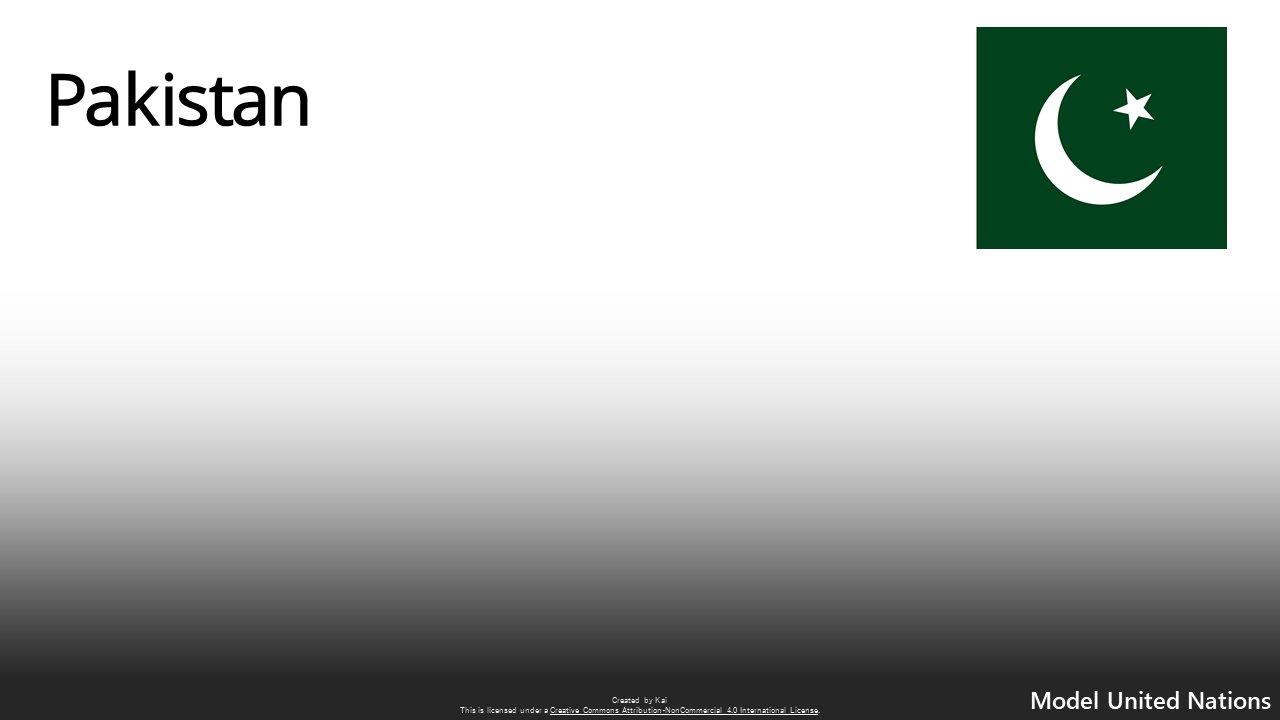 Pakistan
Created by Kai
This is licensed under a Creative Commons Attribution-NonCommercial 4.0 International License.
Model United Nations